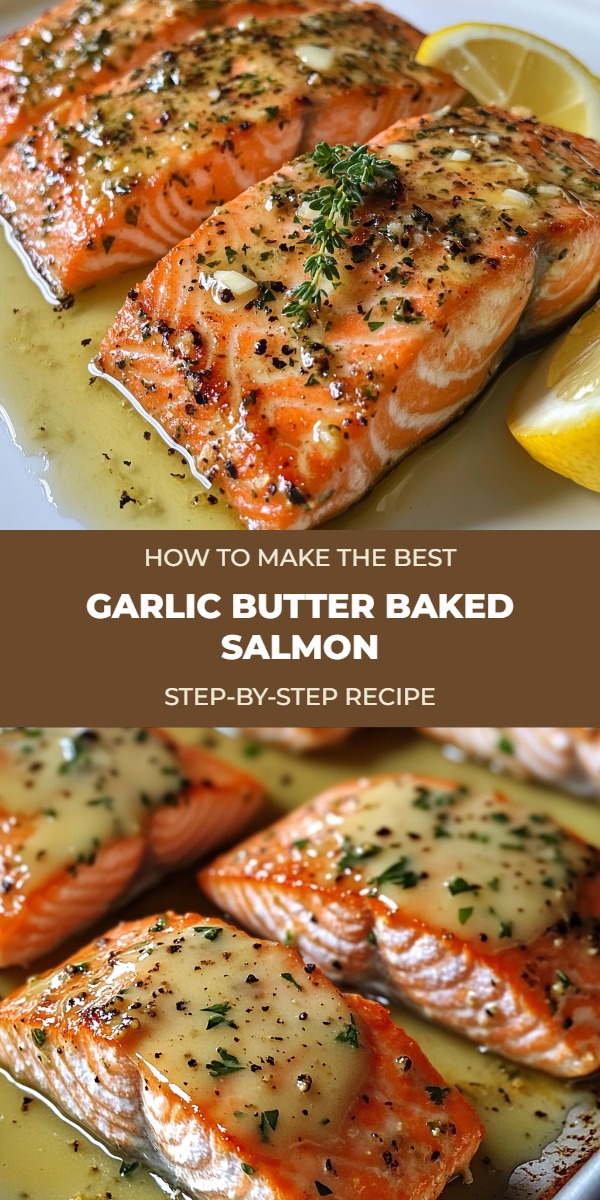 HOW TO MAKE THE BEST
GARLIC BUTTER BAKED
SALMON
STEP-BY-STEP RECIPE